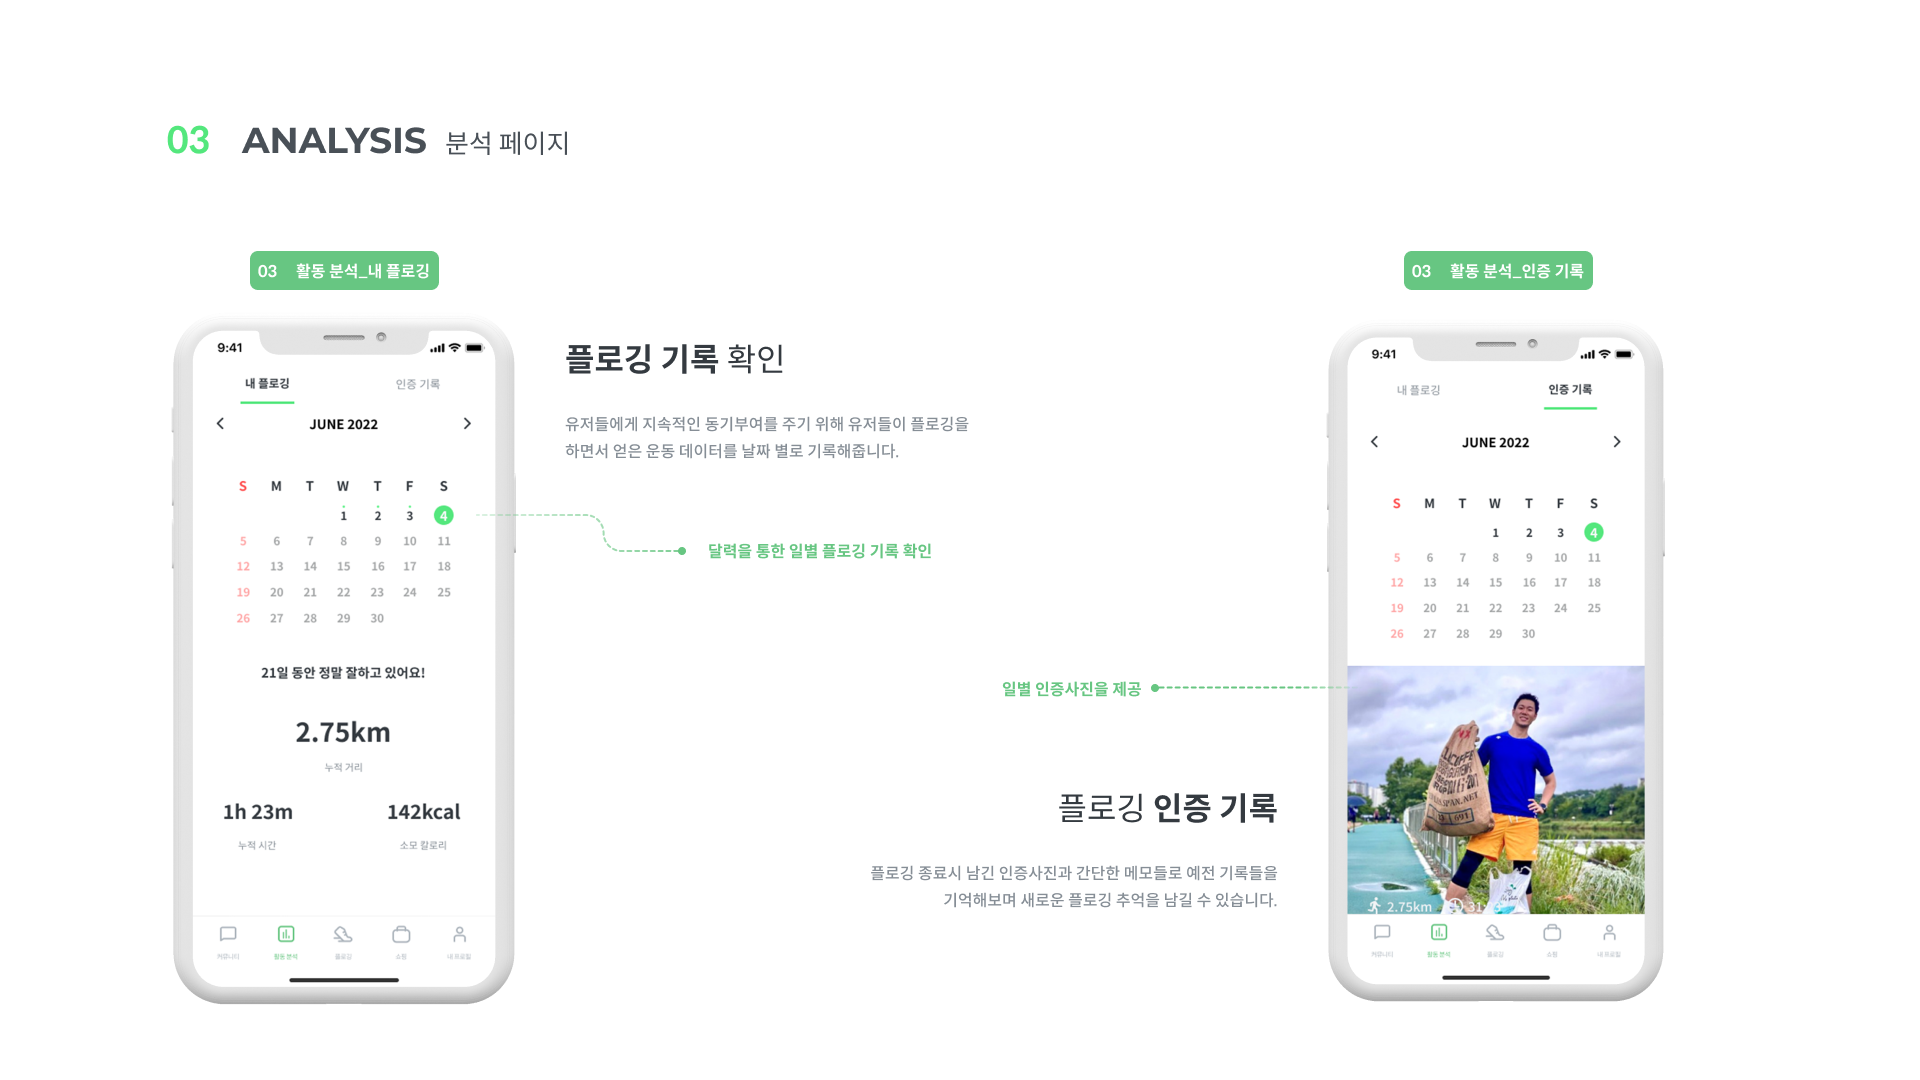 03 ANALYSIS 분석 페이지
03 활동 분석_내 플로깅
9:41
내 플로깅 인증 기록
JUNE 2022
S M T W T F S
1 2 3 4
5 6 7 8 9 10 11
12 13 14 15 16 17 18
19 20 21 22 23 24 25
26 27 28 29 30
21일 동안 정말 잘하고 있어요!
2.75km
누적 거리
1h 23m 142kcal
누적 시간 소모 칼로리
커뮤니티 활동 분석 플로깅 쇼핑 내 프로필
플로깅 기록 확인
유저들에게 지속적인 동기부여를 주기 위해 유저들이 플로깅을
하면서 얻은 운동 데이터를 날짜 별로 기록해줍니다.
달력을 통한 일별 플로깅 기록 확인
일별 인증사진을 제공
플로깅 인증 기록
플로깅 종료시 남긴 인증사진과 간단한 메모들로 예전 기록들을
기억해보며 새로운 플로깅 추억을 남길 수 있습니다.
03 활동 분석_인증 기록
9:41
내 플로깅 인증 기록
JUNE 2022
S M T W T F S
1 2 3 4
5 6 7 8 9 10 11
12 13 14 15 16 17 18
19 20 21 22 23 24 25
26 27 28 29 30
2.75km 31
커뮤니티 활동 분석 플로깅 쇼핑 내 프로필